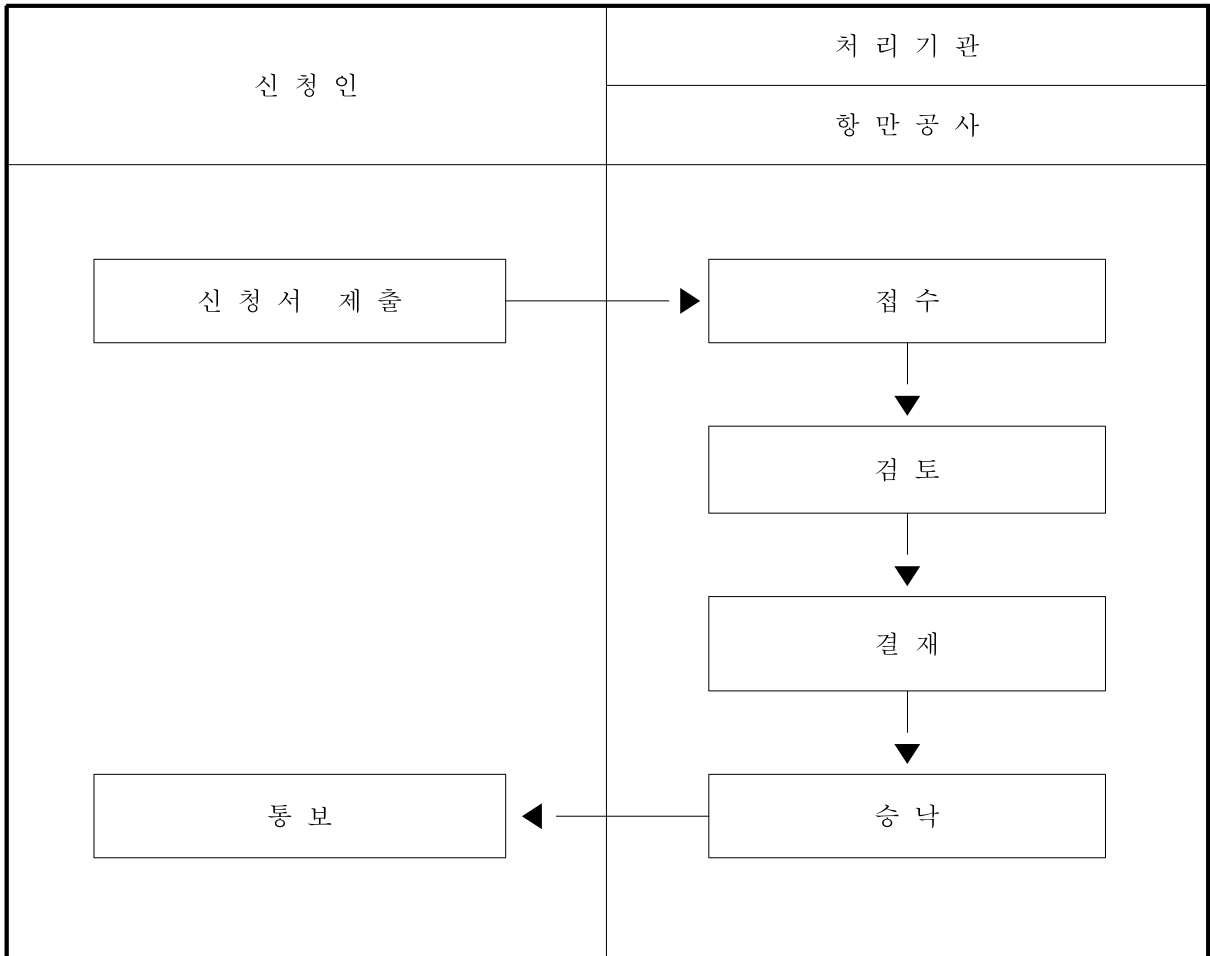 신 청 인
처 리 기 관
항 만 공 사
신 청 서 제 출
접 수
검 토
결 재
통 보
승 낙